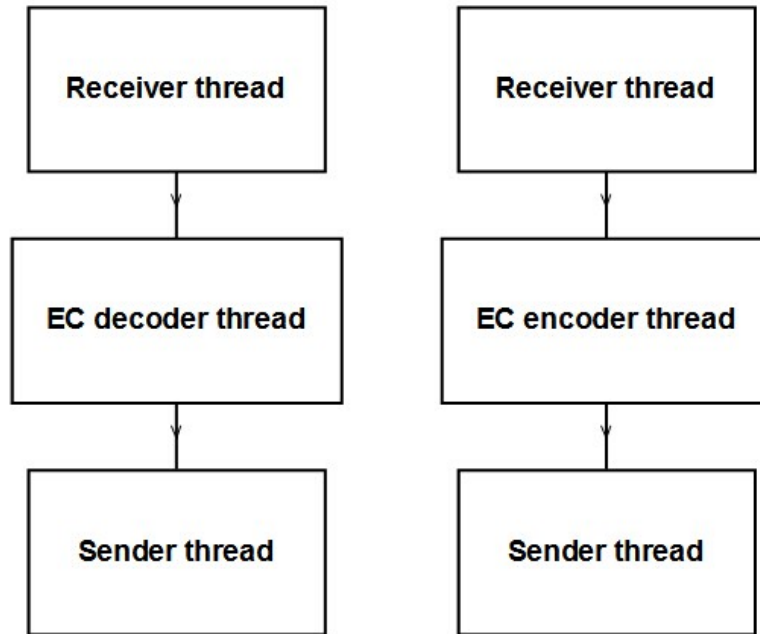 Receiver thread
Receiver thread
EC decoder thread
EC encoder thread
Sender thread
Sender thread